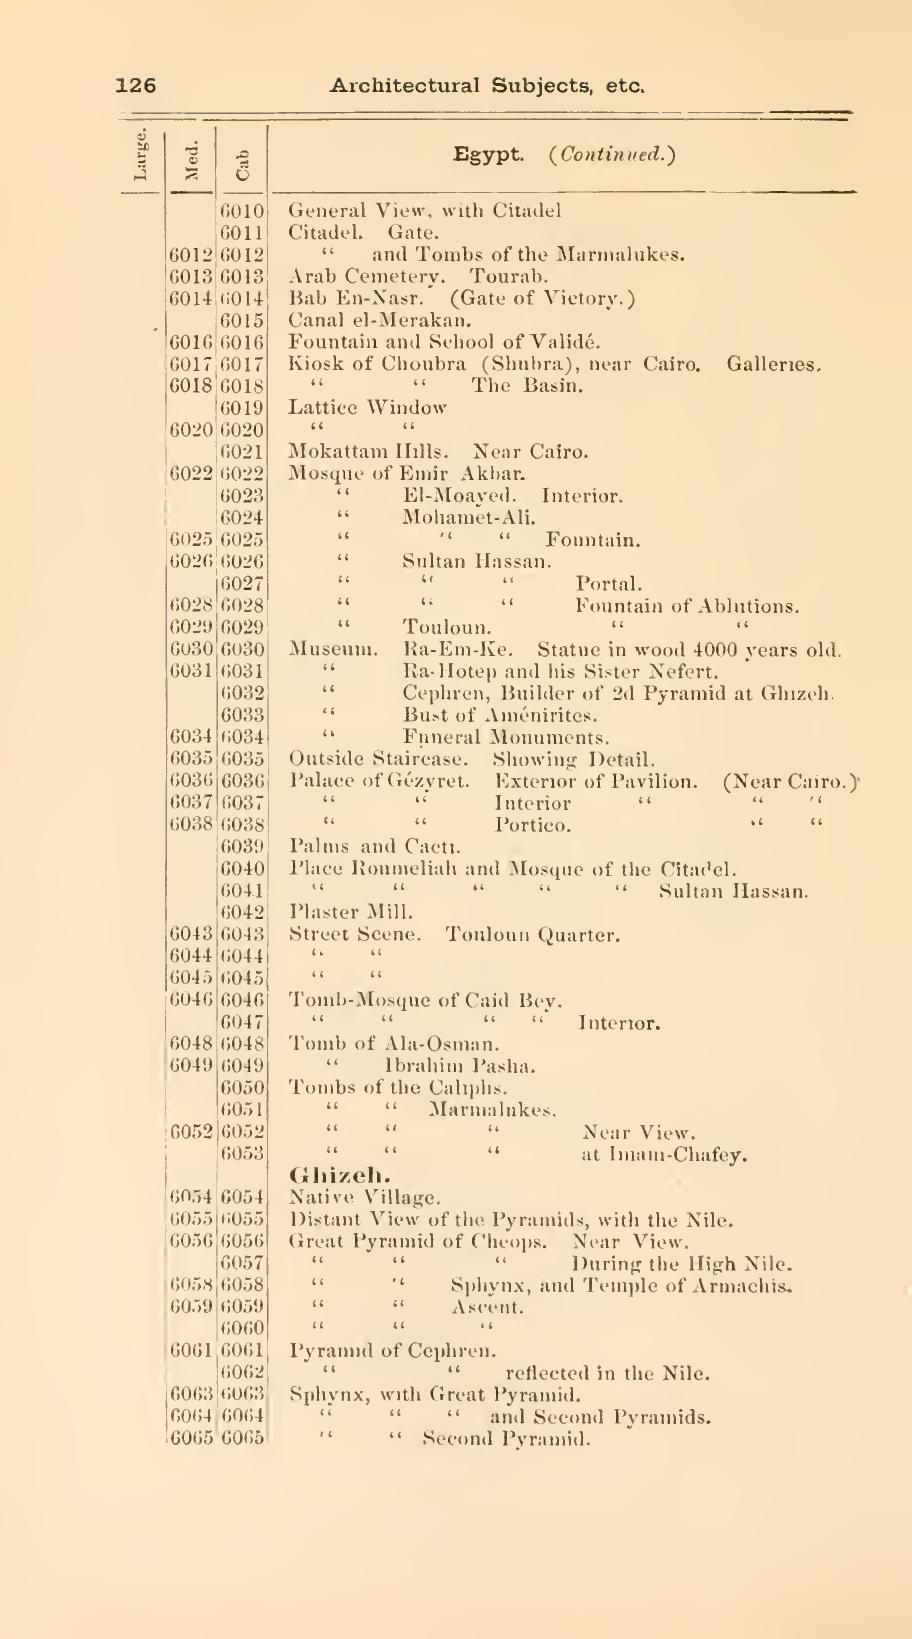 126 Architectural Subjects, etc.
Large. Med. Cab Egypt. (Continued.)
6010 General View, with Citadel
6011 Citadel. Gate.
6012 6012 “ and Tombs of the Marmalukes.
6013 6013 Arab Cemetery. Tourab.
6014 6014 Bab En-Nasr. (Gate of Victory.)
6015 Canal el-Merakan.
6016 6016 Fountain and School of Validé.
6017 6017 Kiosk of Choubra (Shubra), near Cairo. Galleries.
6018 6018 “ “ The Basin.
6019 Lattice Window
6020 6020 “ “
6021 Mokattam Hills. Near Cairo.
6022 6022 Mosque of Emir Akbar.
6023 “ El-Moayed. Interior.
6024 “ Mohamet-Ali.
6025 6025 “ “ “ Fountain.
6026 6026 “ Sultan Hassan.
6027 “ “ “ Portal.
6028 6028 “ “ “ Fountain of Ablutions.
6029 6029 “ Touloun. “ “
6030 6030 Museum. Ra-Em-Ke. Statue in wood 4000 years old.
6031 6031 “ Ra-Hotep and his Sister Nefert.
6032 “ Cephren, Builder of 2d Pyramid at Ghizeh.
6033 “ Bust of Aménirites.
6034 6034 “ Funeral Monuments.
6035 6035 Outside Staircase. Showing Detail.
6036 6036 Palace of Gézyret. Exterior of Pavilion. (Near Cairo.)
6037 6037 “ “ Interior “ “ “
6038 6038 “ “ Portico. “ “
6039 Palms and Cacti.
6040 Place Roumeliah and Mosque of the Citadel.
6041 “ “ “ “ “ Sultan Hassan.
6042 Plaster Mill.
6043 6043 Street Scene. Touloun Quarter.
6044 6044 “ “
6045 6045 “ “
6046 6046 Tomb-Mosque of Caid Bey.
6047 “ “ “ “ Interior.
6048 6048 Tomb of Ala-Osman.
6049 6049 “ Ibrahim Pasha.
6050 Tombs of the Caliphs.
6051 “ “ Marmalukes.
6052 6052 “ “ “ Near View.
6053 “ “ “ at Imam-Chafey.
Ghizeh.
6054 6054 Native Village.
6055 6055 Distant View of the Pyramids, with the Nile.
6056 6056 Great Pyramid of Cheops. Near View.
6057 “ “ “ During the High Nile.
6058 6058 “ “ Sphynx, and Temple of Armachis.
6059 6059 “ “ Ascent.
6060 “ “ “
6061 6061 Pyramid of Cephren.
6062 “ “ reflected in the Nile.
6063 6063 Sphynx, with Great Pyramid.
6064 6064 “ “ “ and Second Pyramids.
6065 6065 “ “ Second Pyramid.